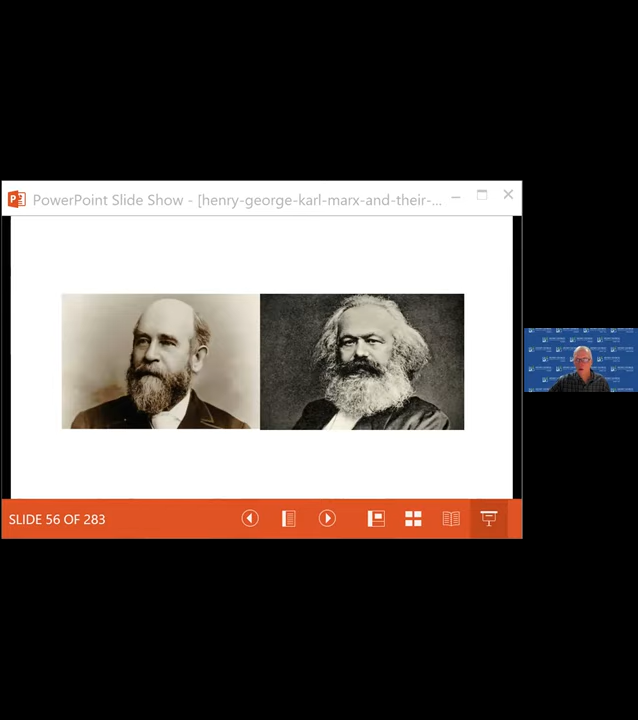 PowerPoint Slide Show - [henry-george-karl-marx-and-their-...
SLIDE 56 OF 283